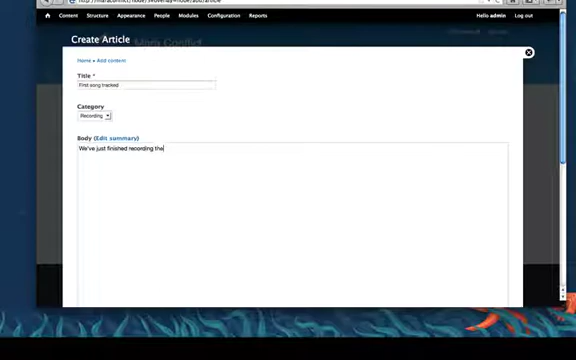 Home Content Structure Appearance People Modules Configuration Reports Hello admin Log out
Create Article
Home » Add content
Title *
First song tracked
Category
Recording
Body (Edit summary)
We've just finished recording the